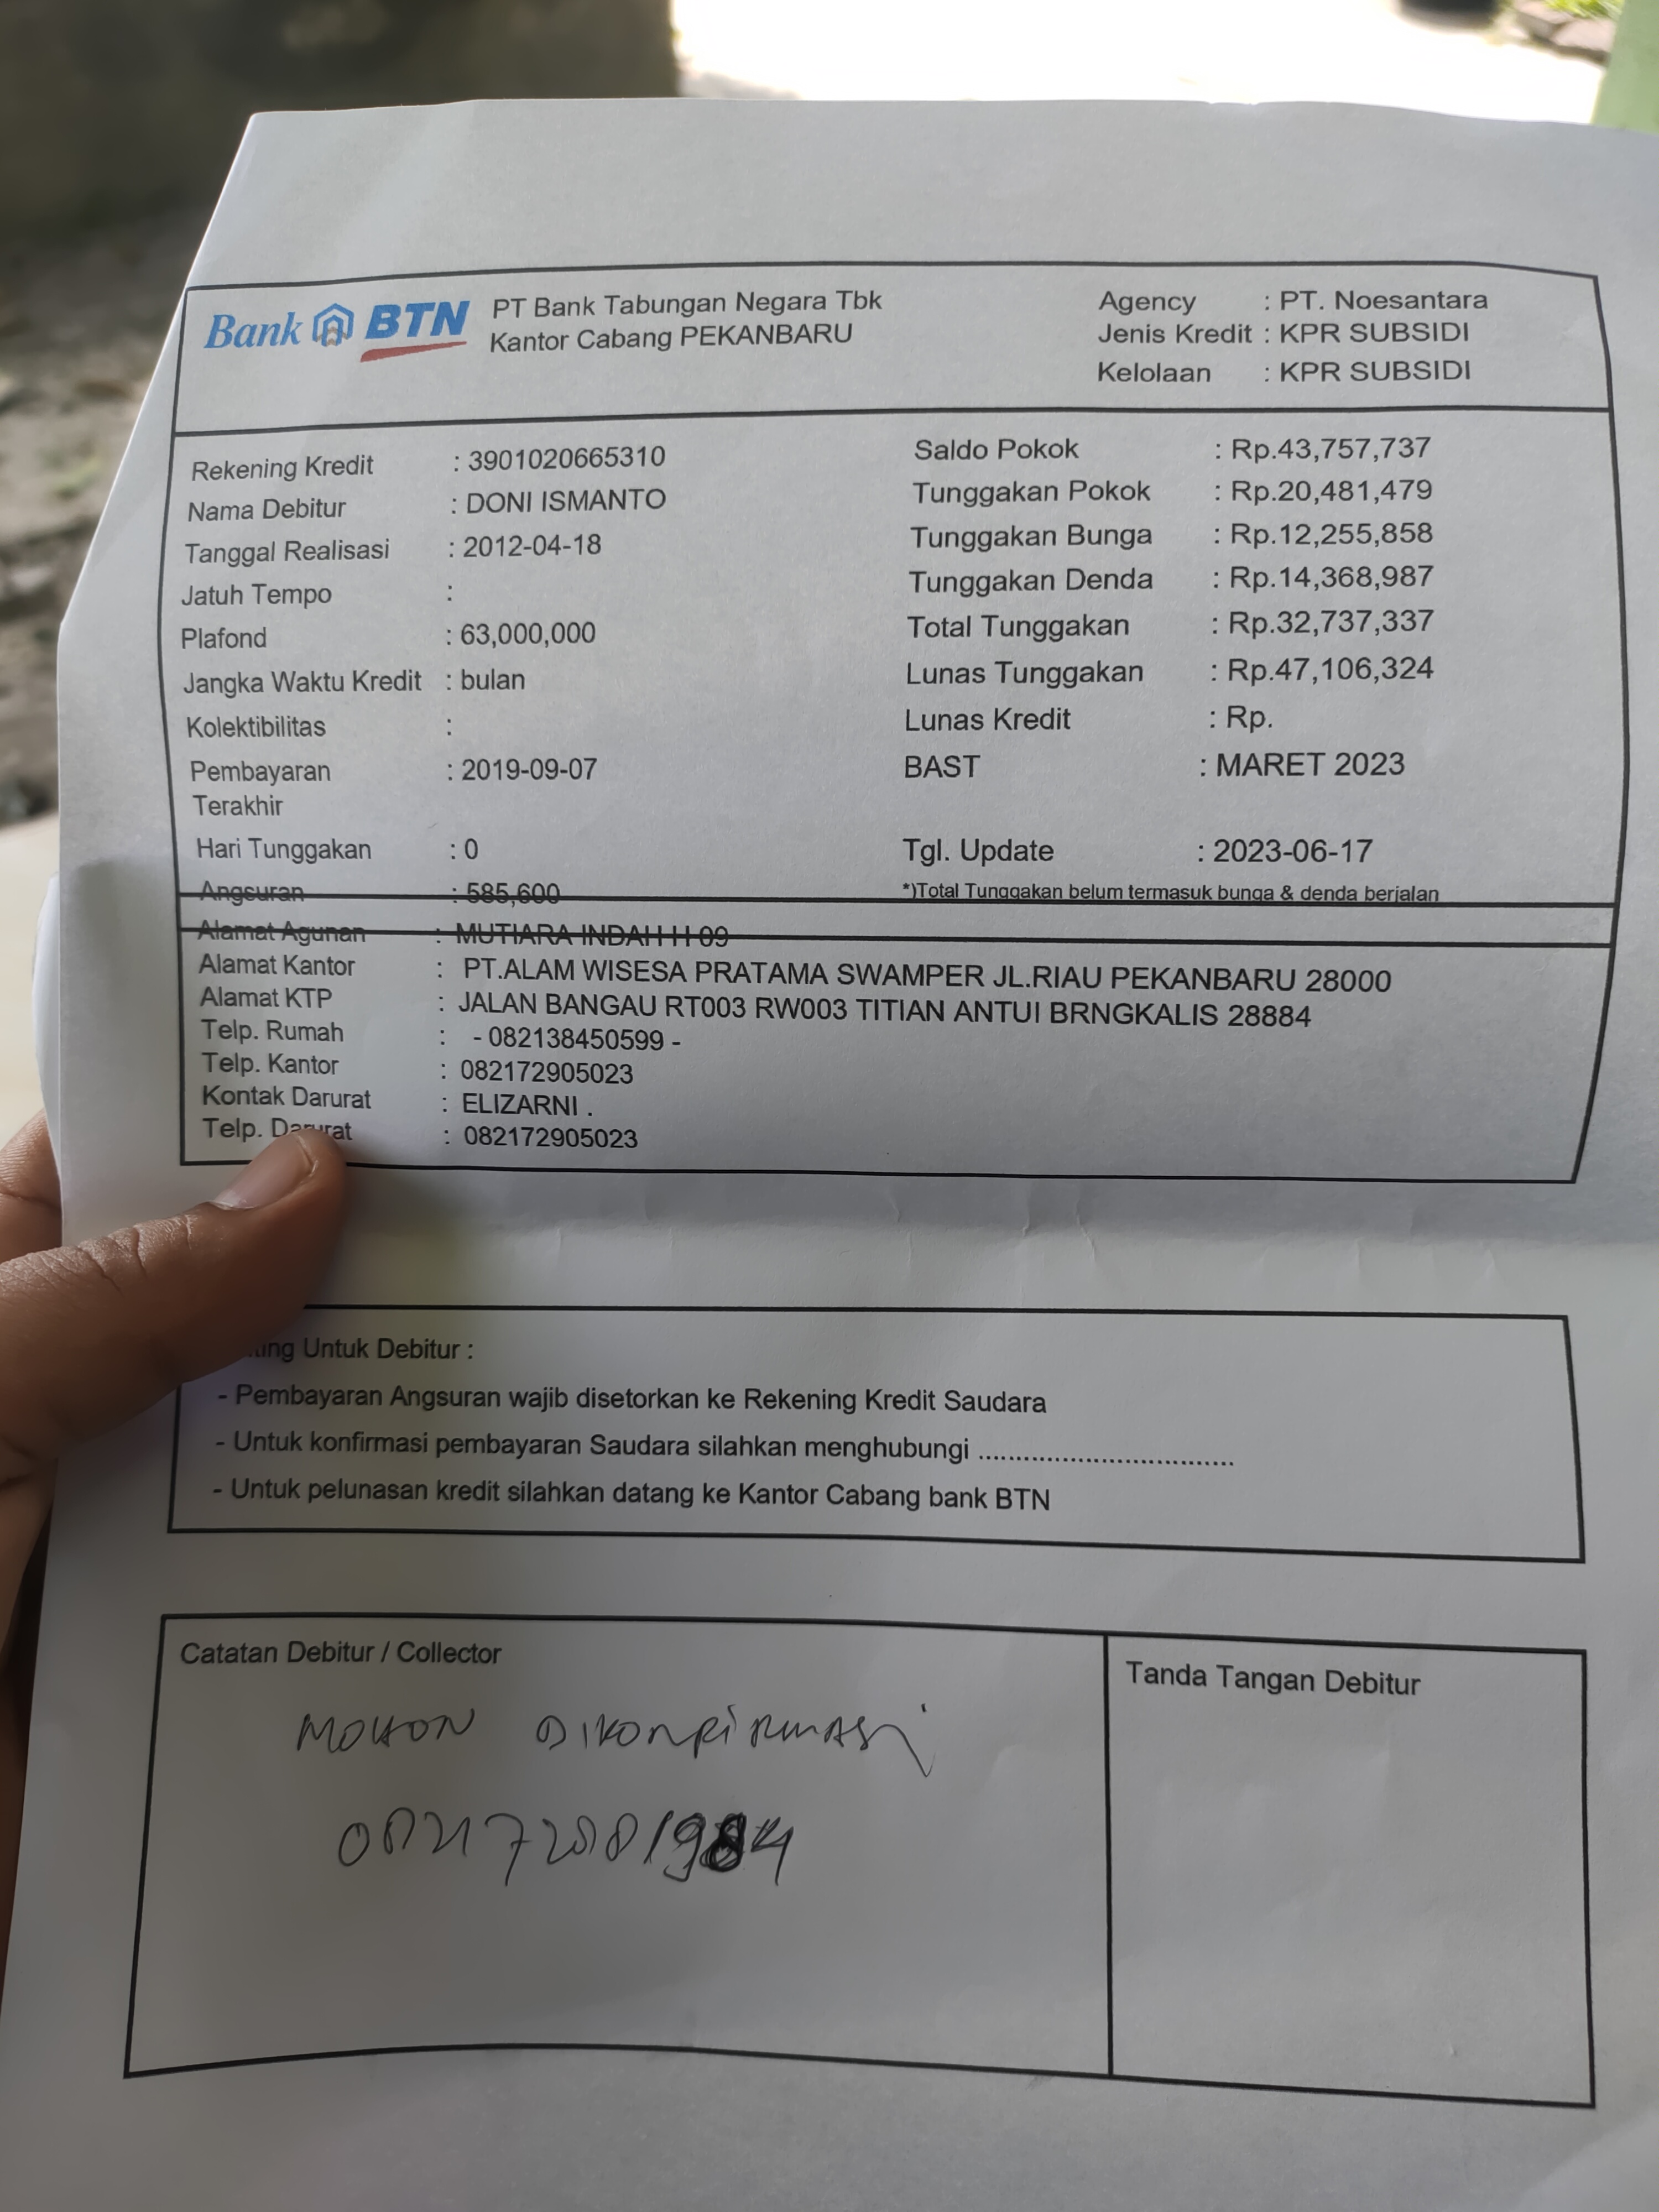 Bank BTN
PT Bank Tabungan Negara Tbk
Kantor Cabang PEKANBARU
Agency : PT. Noesantara
Jenis Kredit : KPR SUBSIDI
Kelolaan : KPR SUBSIDI
Rekening Kredit : 3901020665310
Nama Debitur : DONI ISMANTO
Tanggal Realisasi : 2012-04-18
Jatuh Tempo :
Plafond : 63,000,000
Jangka Waktu Kredit : bulan
Kolektibilitas :
Pembayaran : 2019-09-07
Terakhir
Hari Tunggakan : 0
Angsuran : 585,600
Saldo Pokok : Rp.43,757,737
Tunggakan Pokok : Rp.20,481,479
Tunggakan Bunga : Rp.12,255,858
Tunggakan Denda : Rp.14,368,987
Total Tunggakan : Rp.32,737,337
Lunas Tunggakan : Rp.47,106,324
Lunas Kredit : Rp.
BAST : MARET 2023
Tgl. Update : 2023-06-17
*)Total Tunggakan belum termasuk bunga & denda berjalan
Alamat Agunan : MUTIARA INDAH H 09
Alamat Kantor : PT.ALAM WISESA PRATAMA SWAMPER JL.RIAU PEKANBARU 28000
Alamat KTP : JALAN BANGAU RT003 RW003 TITIAN ANTUI BRNGKALIS 28884
Telp. Rumah : - 082138450599 -
Telp. Kantor : 082172905023
Kontak Darurat : ELIZARNI .
Telp. Darurat : 082172905023
Untuk Debitur :
- Pembayaran Angsuran wajib disetorkan ke Rekening Kredit Saudara
- Untuk konfirmasi pembayaran Saudara silahkan menghubungi ..................................
- Untuk pelunasan kredit silahkan datang ke Kantor Cabang bank BTN
Catatan Debitur / Collector
MOHON DIKONFIRMASI
Tanda Tangan Debitur